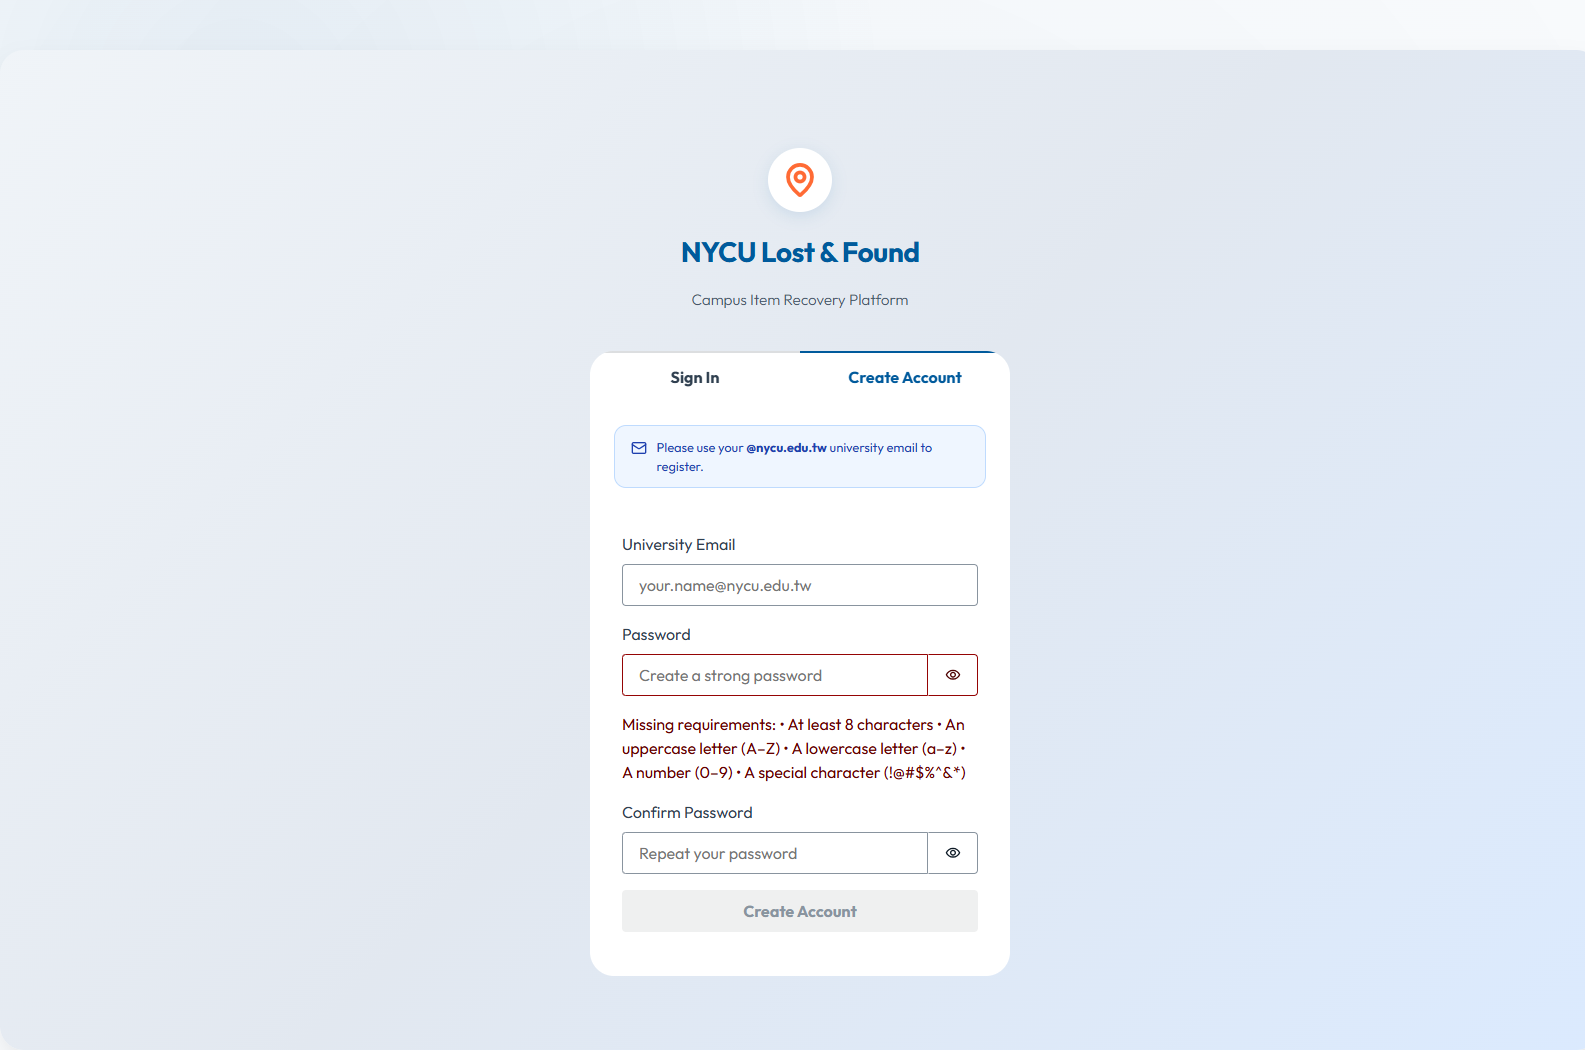 NYCU Lost & Found
Campus Item Recovery Platform
Sign In
Create Account
Please use your @nycu.edu.tw university email to
register.
University Email
your.name@nycu.edu.tw
Password
Create a strong password
Missing requirements: • At least 8 characters • An
uppercase letter (A–Z) • A lowercase letter (a–z) •
A number (0–9) • A special character (!@#$%^&*)
Confirm Password
Repeat your password
Create Account